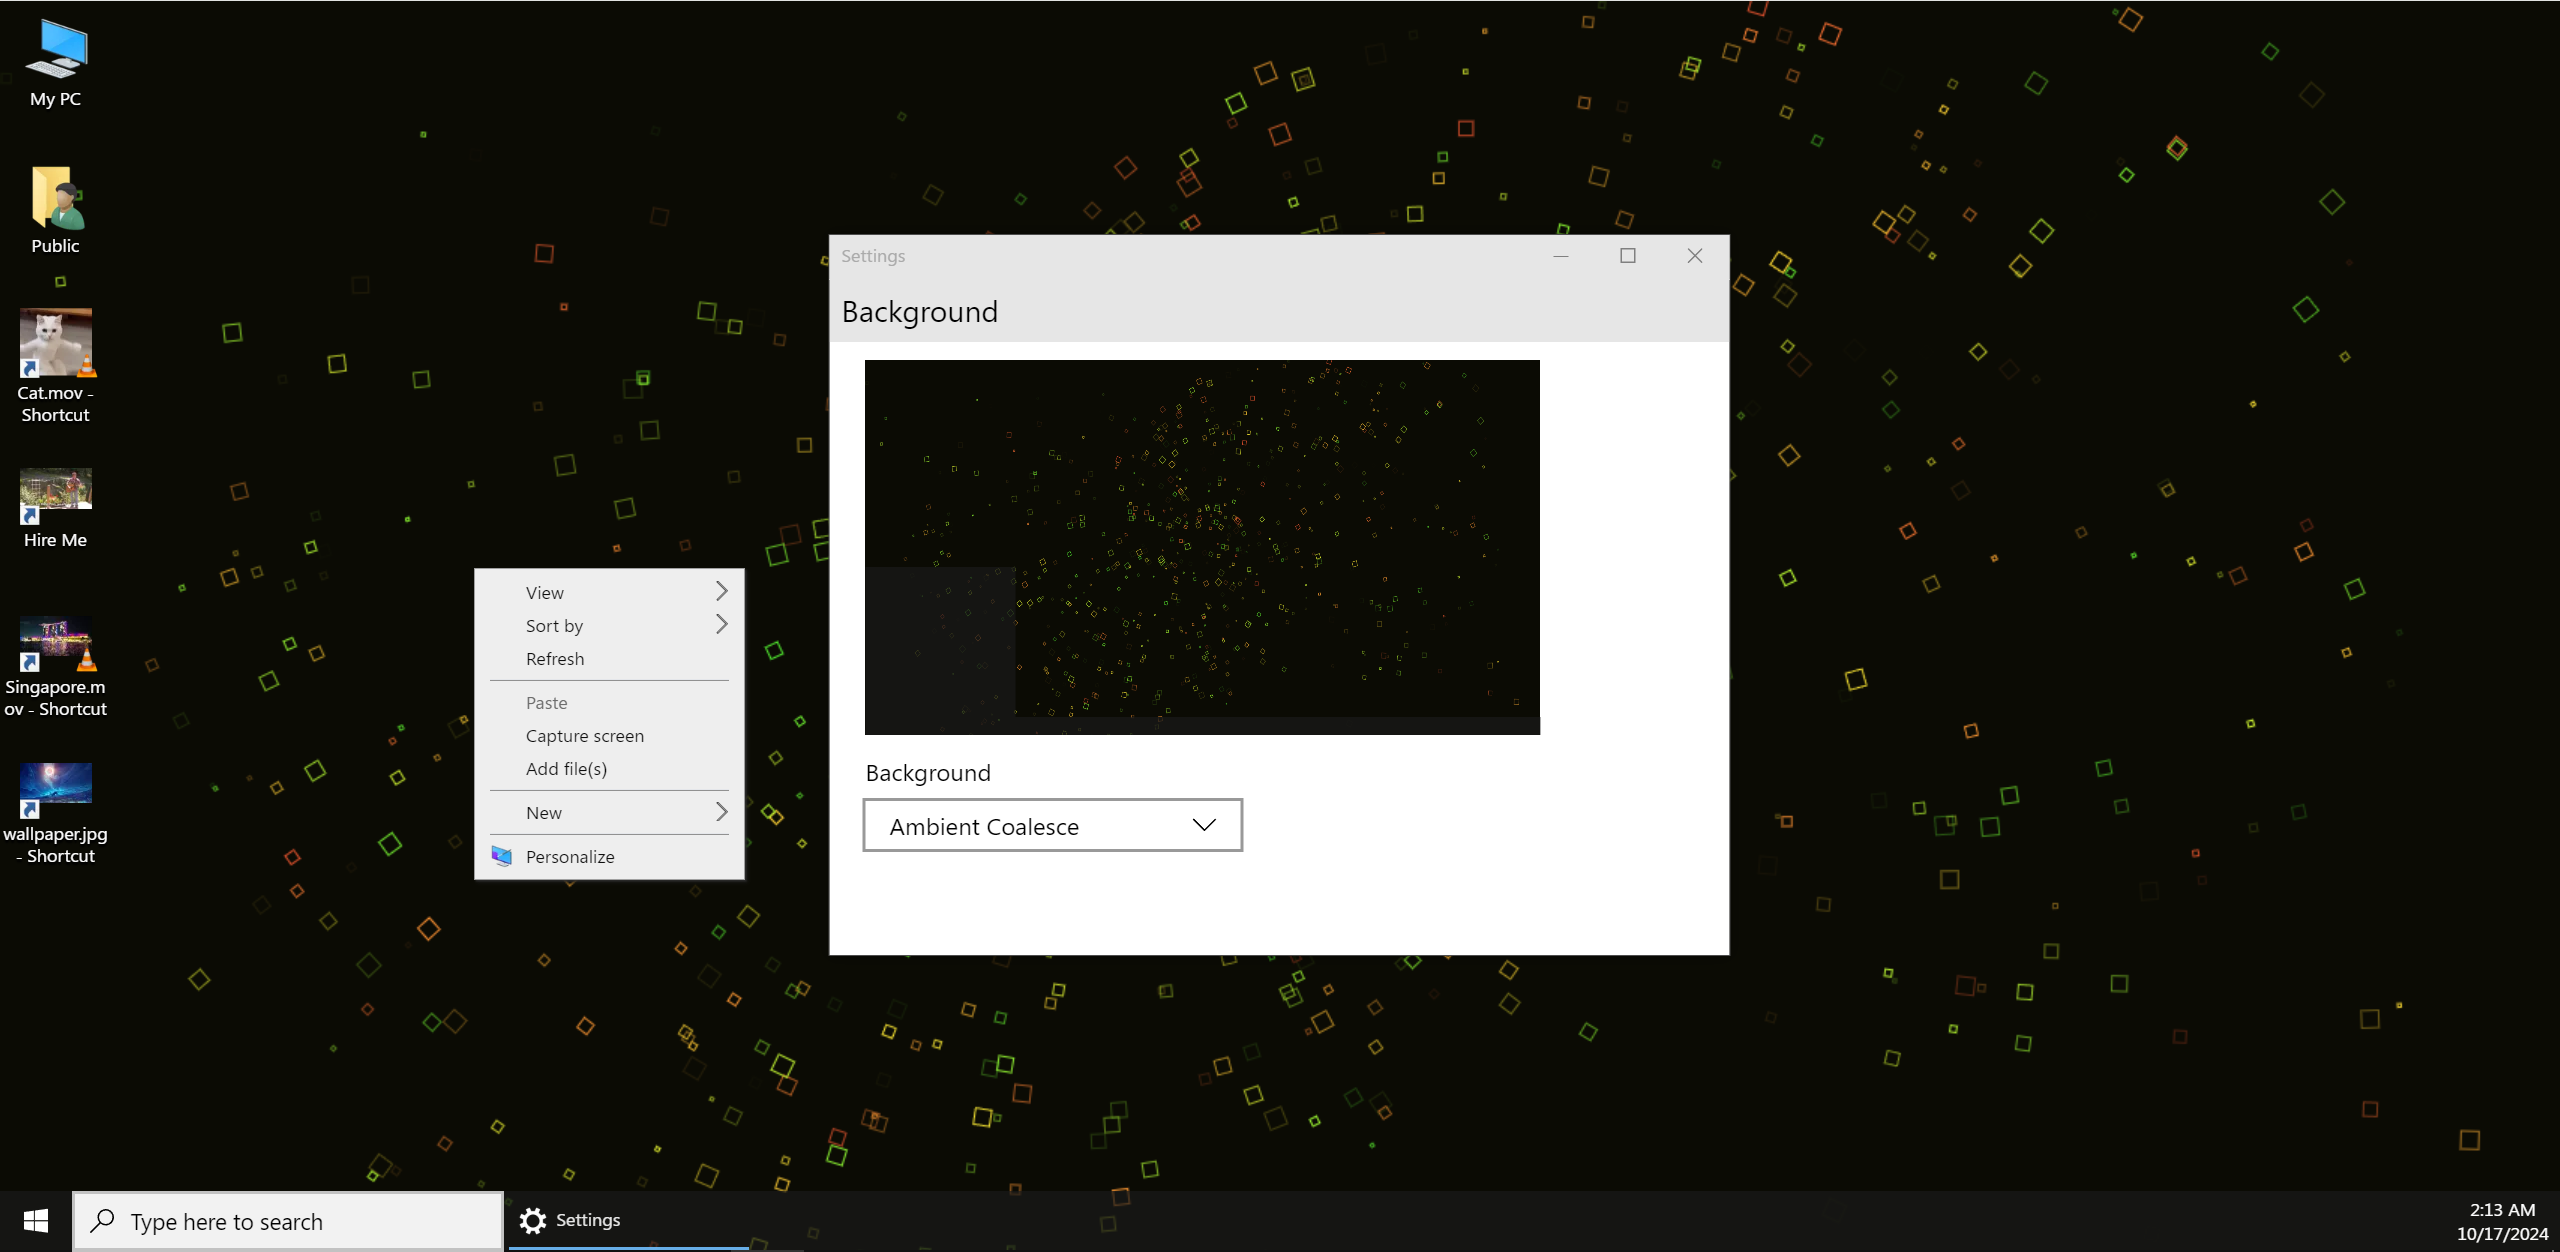 My PC
Public
Cat.mov -
Shortcut
Hire Me
Singapore.m
ov - Shortcut
wallpaper.jpg
- Shortcut
View
Sort by
Refresh
Paste
Capture screen
Add file(s)
New
Personalize
Settings
Background
Background
Ambient Coalesce
Type here to search
Settings
2:13 AM
10/17/2024